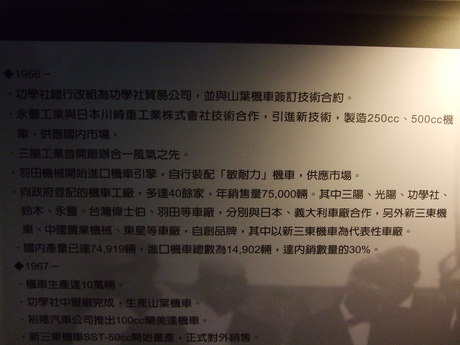 ◆1966－
．功學社總行改組為功學社貿易公司，並與山葉機車簽訂技術合約。
．永豐工業與日本川崎重工業株式會社技術合作，引進新技術，製造250cc、500cc機
車，供應國內市場。
．三陽工業首開廠辦合一風氣之先。
．羽田機械開始進口機車引擎，自行裝配「敏耐力」機車，供應市場。
．向政府登記的機車工廠，多達40餘家，年銷售量75,000輛。其中三陽、光陽、功學社、
鈴木、永豐、台灣偉士伯、羽田等車廠，分別與日本、義大利車廠合作，另外新三東機
車、中國農業機械、東星等車廠，自創品牌，其中以新三東機車為代表性車廠。
．國內產量已達74,919輛，進口機車總數為14,902輛，達內銷數量的30%。
◆1967－
．機車生產達10萬輛。
．功學社中壢廠完成，生產山葉機車。
．裕隆汽車公司推出100cc蘭美達機車。
．新三東機車SST-50cc開始量產，正式對外銷售。